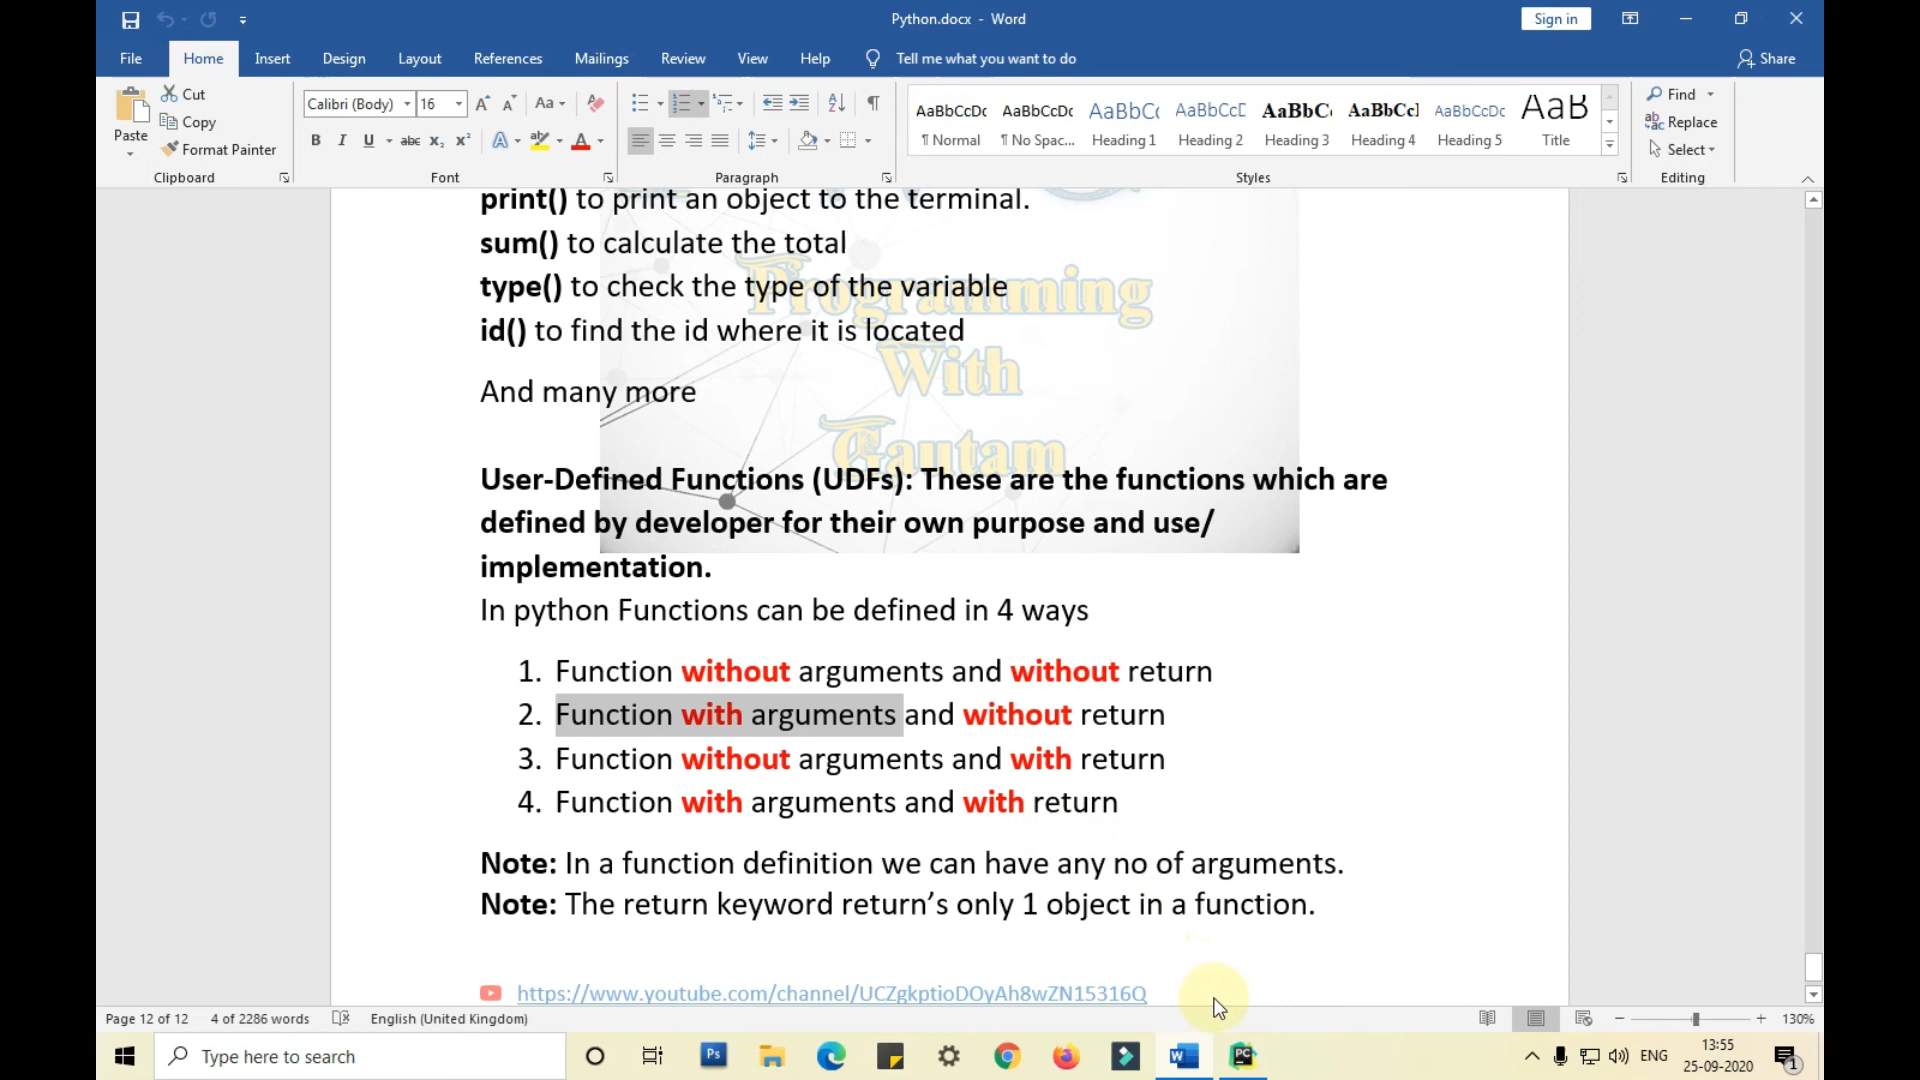 Python.docx - Word
Sign in
File Home Insert Design Layout References Mailings Review View Help Tell me what you want to do Share
Cut
Copy
Format Painter
Paste
Clipboard
Calibri (Body) 16
Font
Paragraph
AaBbCcDc AaBbCcDc AaBbC( AaBbCcD AaBbC( AaBbCcI AaBbCcDc AaB
¶ Normal ¶ No Spac... Heading 1 Heading 2 Heading 3 Heading 4 Heading 5 Title
Styles
Find
Replace
Select
Editing
print() to print an object to the terminal.
sum() to calculate the total
type() to check the type of the variable
id() to find the id where it is located
And many more
Programming
With
Gautam
User-Defined Functions (UDFs): These are the functions which are
defined by developer for their own purpose and use/
implementation.
In python Functions can be defined in 4 ways
1. Function without arguments and without return
2. Function with arguments and without return
3. Function without arguments and with return
4. Function with arguments and with return
Note: In a function definition we can have any no of arguments.
Note: The return keyword return’s only 1 object in a function.
https://www.youtube.com/channel/UCZgkptioDOyAh8wZN15316Q
Page 12 of 12 4 of 2286 words English (United Kingdom) 130%
Type here to search
ENG
13:55
25-09-2020
1